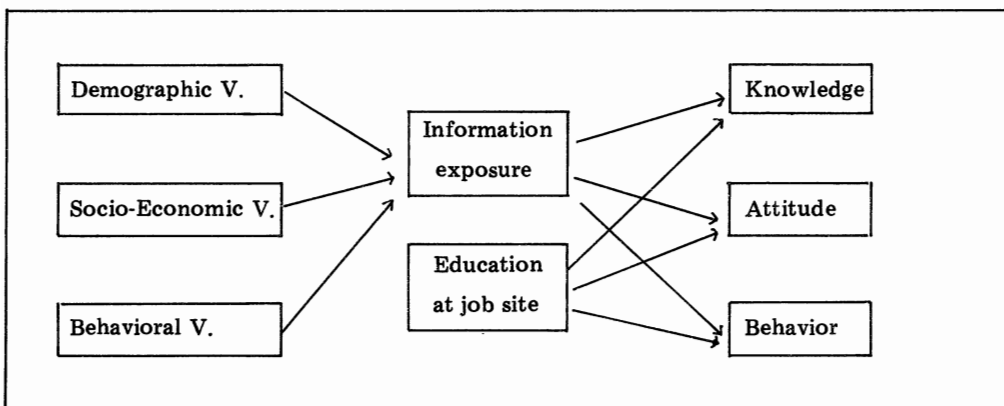 Demographic V.
Socio-Economic V.
Behavioral V.
Information
exposure
Education
at job site
Knowledge
Attitude
Behavior